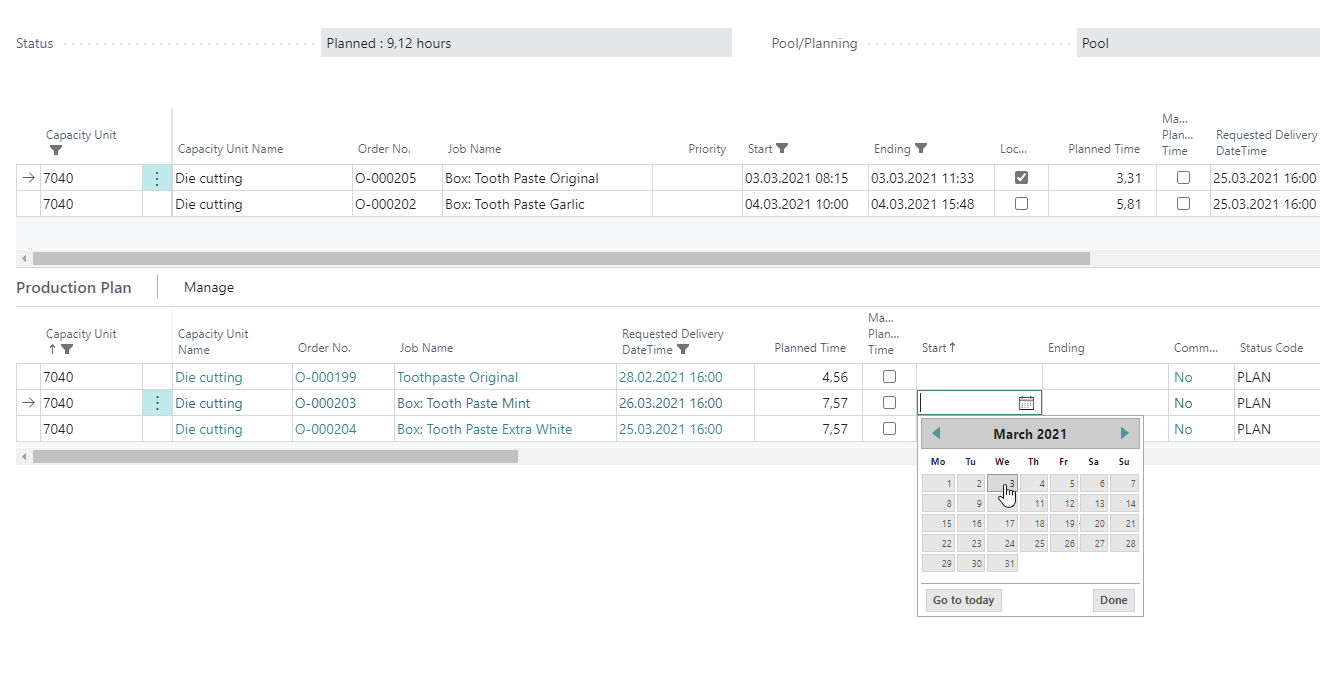 Status Planned : 9,12 hours Pool/Planning Pool
Capacity Unit Capacity Unit Name Order No. Job Name Priority Start Ending Loc... Planned Time Ma... Plan... Time Requested Delivery DateTime
7040 Die cutting O-000205 Box: Tooth Paste Original 03.03.2021 08:15 03.03.2021 11:33 3,31 25.03.2021 16:00
7040 Die cutting O-000202 Box: Tooth Paste Garlic 04.03.2021 10:00 04.03.2021 15:48 5,81 25.03.2021 16:00
Production Plan Manage
Capacity Unit Capacity Unit Name Order No. Job Name Requested Delivery DateTime Planned Time Ma... Plan... Time Start Ending Comm... Status Code
7040 Die cutting O-000199 Toothpaste Original 28.02.2021 16:00 4,56 No PLAN
7040 Die cutting O-000203 Box: Tooth Paste Mint 26.03.2021 16:00 7,57 No PLAN
7040 Die cutting O-000204 Box: Tooth Paste Extra White 25.03.2021 16:00 7,57 No PLAN
March 2021
Mo Tu We Th Fr Sa Su
1 2 3 4 5 6 7
8 9 11 12 13 14
15 16 17 18 19 20 21
22 23 24 25 26 27 28
29 30 31
Go to today Done